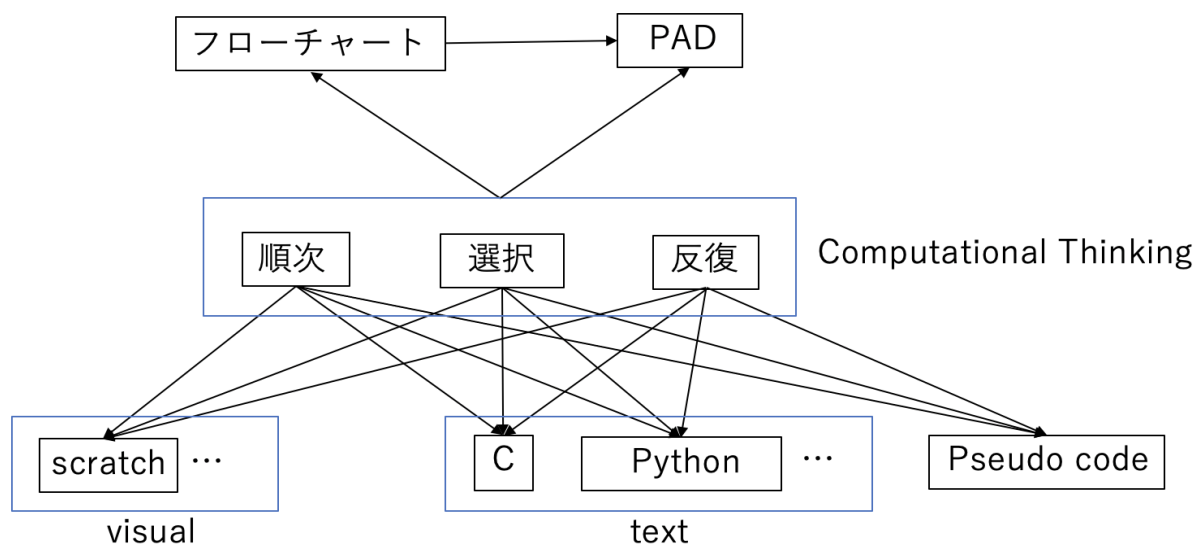 フローチャート
PAD
順次
選択
反復
Computational Thinking
scratch
…
C
Python
…
Pseudo code
visual
text